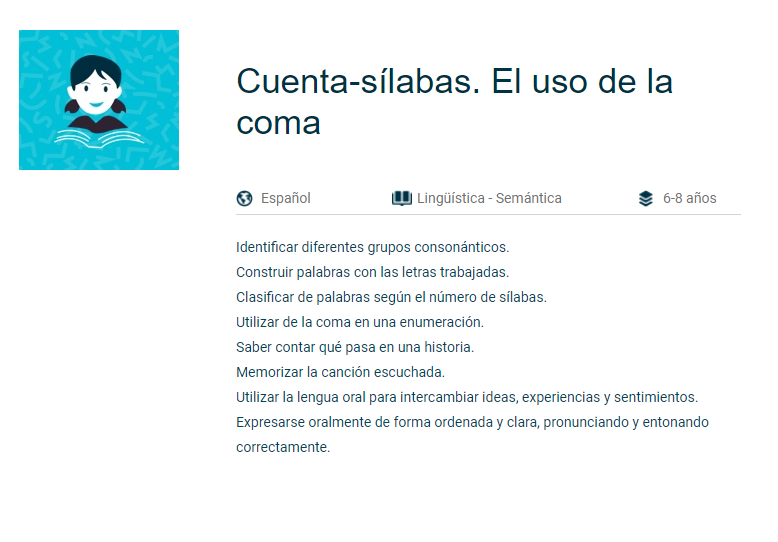 Cuenta-sílabas. El uso de la
coma
Español
Lingüística - Semántica
6-8 años
Identificar diferentes grupos consonánticos.
Construir palabras con las letras trabajadas.
Clasificar de palabras según el número de sílabas.
Utilizar de la coma en una enumeración.
Saber contar qué pasa en una historia.
Memorizar la canción escuchada.
Utilizar la lengua oral para intercambiar ideas, experiencias y sentimientos.
Expresarse oralmente de forma ordenada y clara, pronunciando y entonando
correctamente.